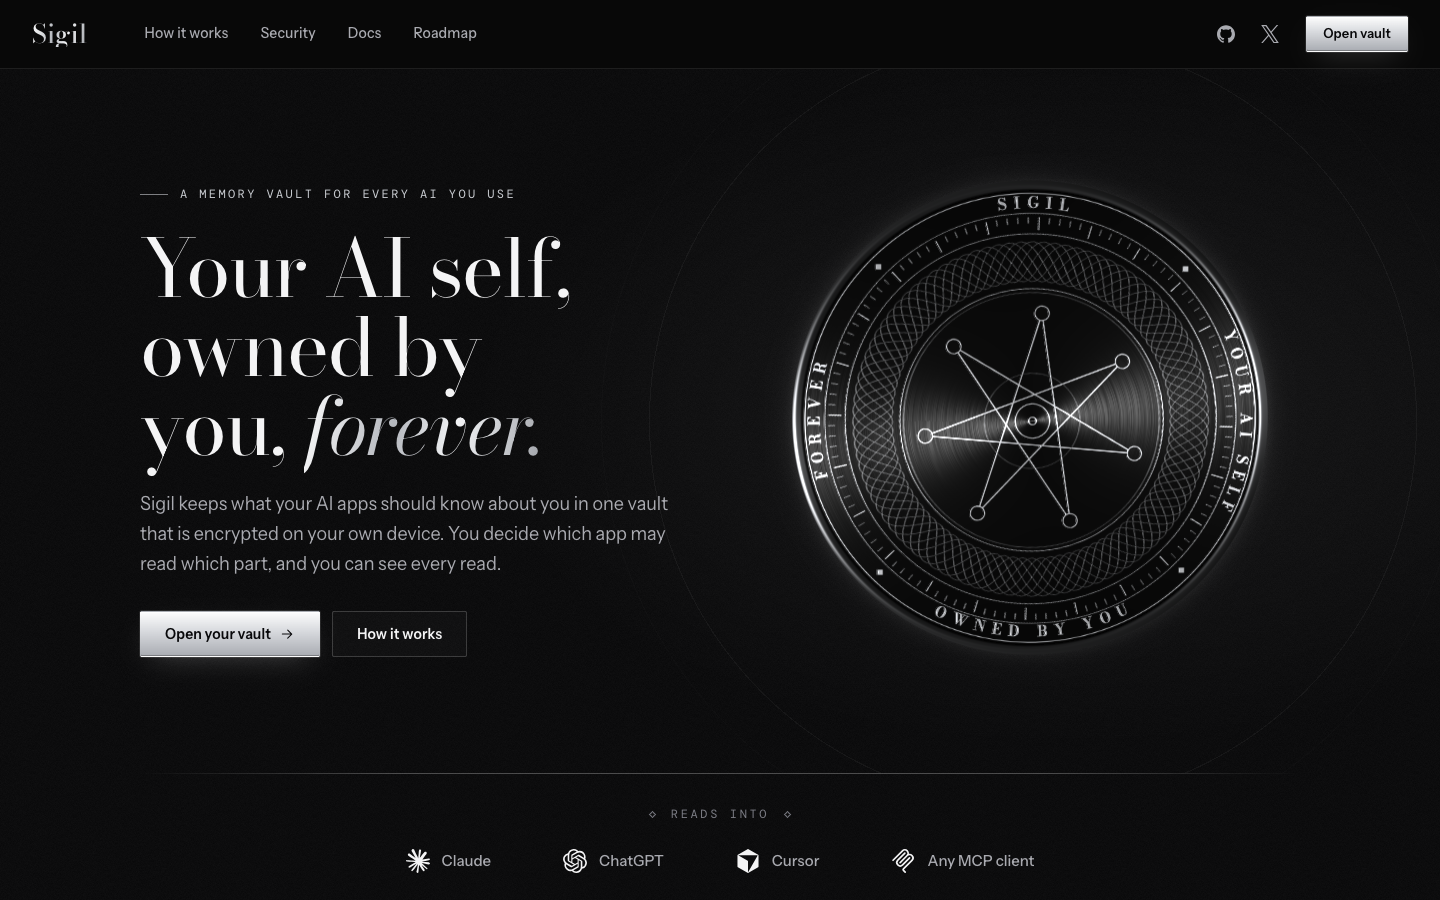 Sigil
How it works
Security
Docs
Roadmap
Open vault
A MEMORY VAULT FOR EVERY AI YOU USE
Your AI self,
owned by
you, forever.
Sigil keeps what your AI apps should know about you in one vault
that is encrypted on your own device. You decide which app may
read which part, and you can see every read.
Open your vault →
How it works
SIGIL
YOUR AI SELF
OWNED BY YOU
FOREVER
READS INTO
Claude
ChatGPT
Cursor
Any MCP client